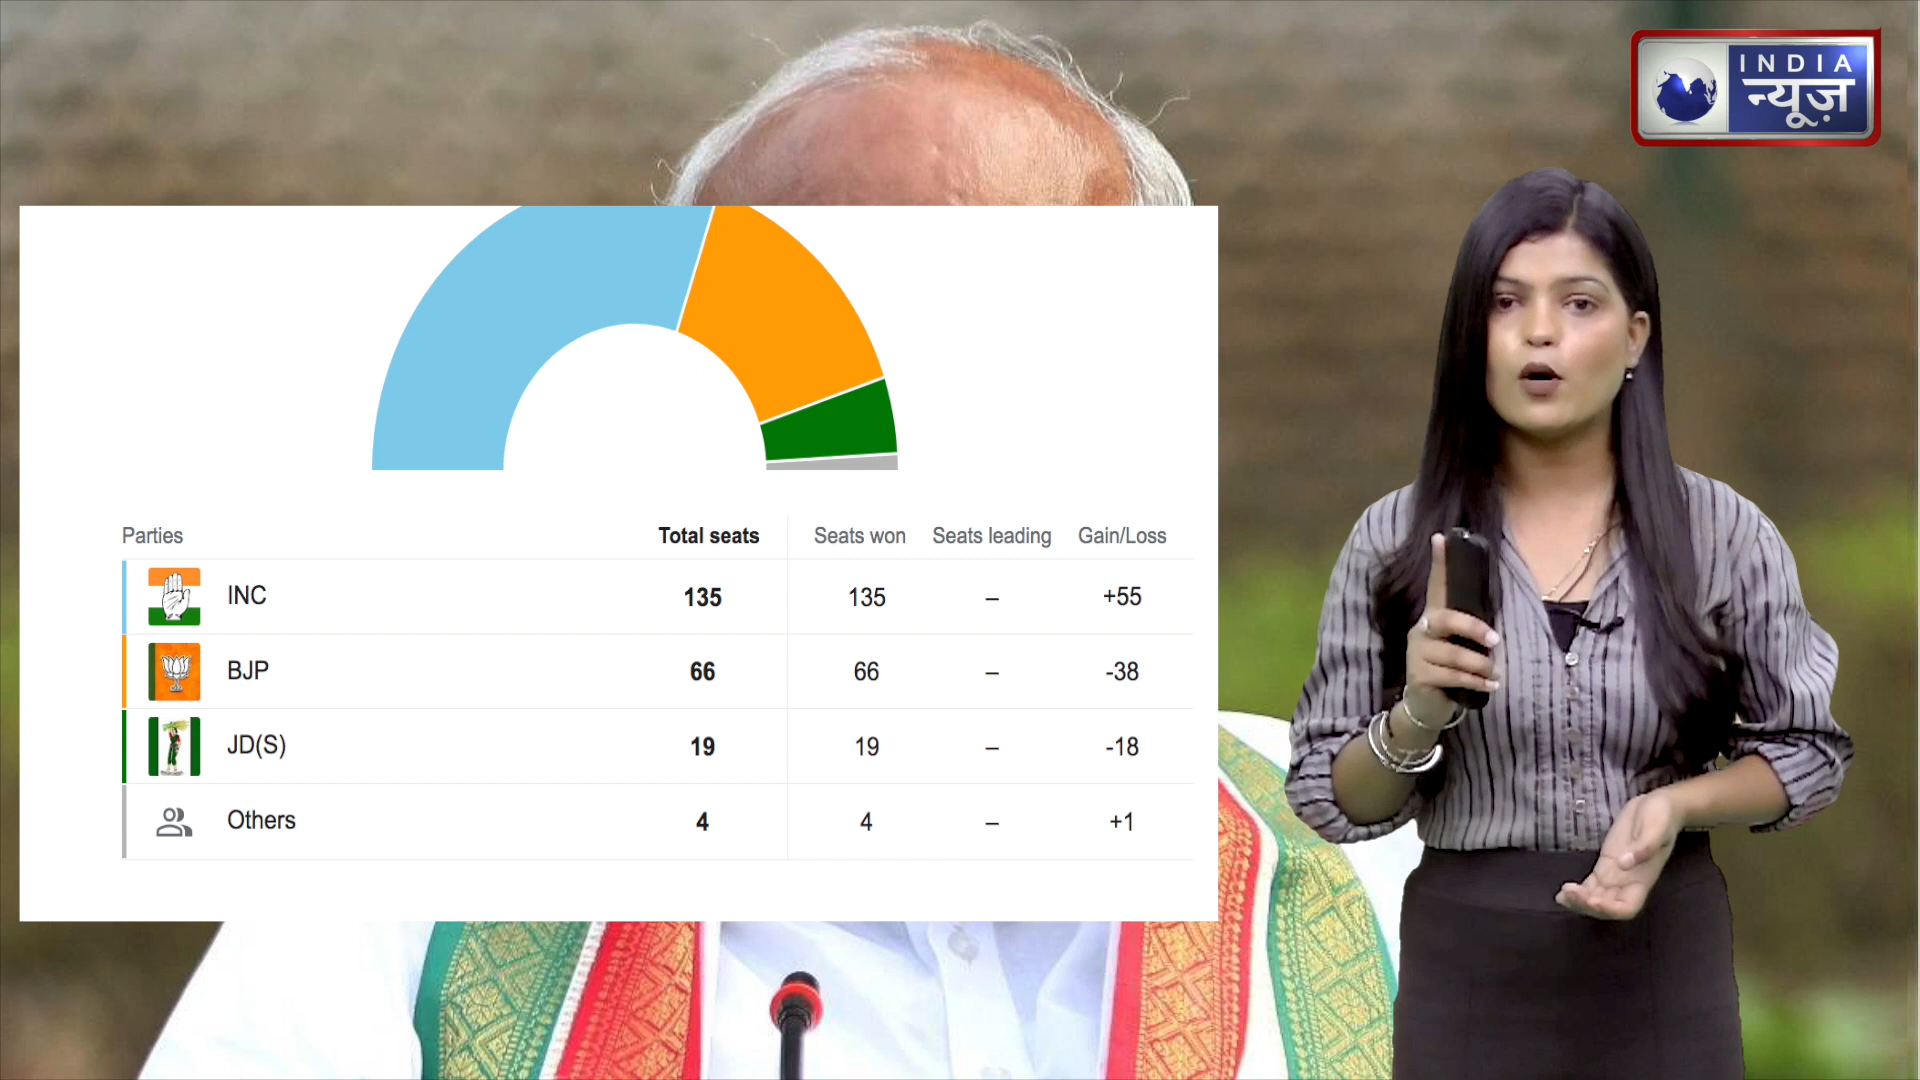 INDIA
न्यूज़
Parties Total seats Seats won Seats leading Gain/Loss
INC 135 135 – +55
BJP 66 66 – -38
JD(S) 19 19 – -18
Others 4 4 – +1